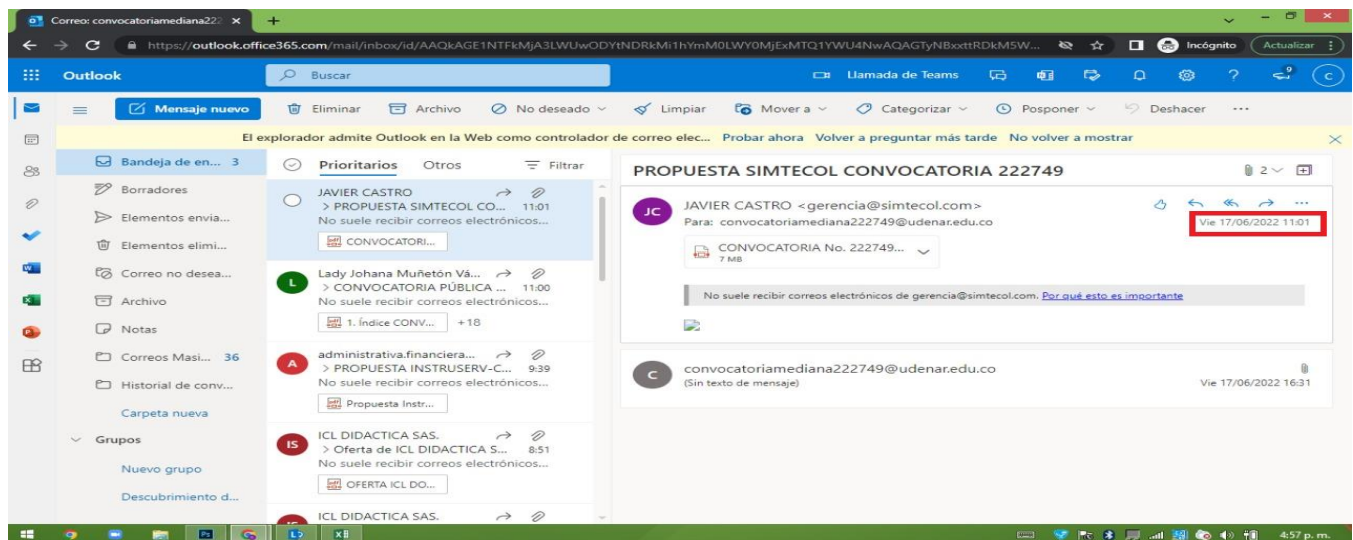 Correo: convocatoriamediana222
https://outlook.office365.com/mail/inbox/id/AAQkAGE1NTFkMjA3LWUwODYtNDRkMi1hYmM0LWY0MjExMTQ1YWU4NwAQAGTyNBxxttRDkM5W...
Incógnito
Actualizar
Outlook
Buscar
Llamada de Teams
9
C
Mensaje nuevo
Eliminar
Archivo
No deseado
Limpiar
Mover a
Categorizar
Posponer
Deshacer
El explorador admite Outlook en la Web como controlador de correo elec... Probar ahora Volver a preguntar más tarde No volver a mostrar
Bandeja de en... 3
Borradores
Elementos envia...
Elementos elimi...
Correo no desea...
Archivo
Notas
Correos Masi... 36
Historial de conv...
Carpeta nueva
Grupos
Nuevo grupo
Descubrimiento d...
Prioritarios
Otros
Filtrar
JAVIER CASTRO
> PROPUESTA SIMTECOL CO... 11:01
No suele recibir correos electrónicos...
CONVOCATORI...
L
Lady Johana Muñetón Vá...
> CONVOCATORIA PÚBLICA ... 11:00
No suele recibir correos electrónicos...
1. Índice CONV... +18
A
administrativa.financiera...
> PROPUESTA INSTRUSERV-C... 9:39
No suele recibir correos electrónicos...
Propuesta Instr...
IS
ICL DIDACTICA SAS.
> Oferta de ICL DIDACTICA S... 8:51
No suele recibir correos electrónicos...
OFERTA ICL DO...
ICL DIDACTICA SAS.
PROPUESTA SIMTECOL CONVOCATORIA 222749
2
JC
JAVIER CASTRO <gerencia@simtecol.com>
Para: convocatoriamediana222749@udenar.edu.co
Vie 17/06/2022 11:01
CONVOCATORIA No. 222749...
7 MB
No suele recibir correos electrónicos de gerencia@simtecol.com. Por qué esto es importante
C
convocatoriamediana222749@udenar.edu.co
(Sin texto de mensaje)
Vie 17/06/2022 16:31
4:57 p. m.